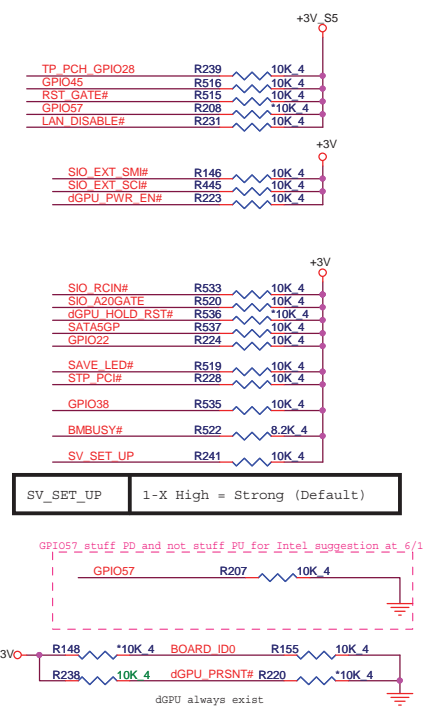 +3V_S5
TP_PCH_GPIO28 R239 10K_4
GPIO45 R516 10K_4
RST_GATE# R515 10K_4
GPIO57 R208 *10K_4
LAN_DISABLE# R231 10K_4
+3V
SIO_EXT_SMI# R146 10K_4
SIO_EXT_SCI# R445 10K_4
dGPU_PWR_EN# R223 10K_4
+3V
SIO_RCIN# R533 10K_4
SIO_A20GATE R520 10K_4
dGPU_HOLD_RST# R536 *10K_4
SATA5GP R537 10K_4
GPIO22 R224 10K_4
SAVE_LED# R519 10K_4
STP_PCI# R228 10K_4
GPIO38 R535 10K_4
BMBUSY# R522 8.2K_4
SV_SET_UP R241 10K_4
SV_SET_UP 1-X High = Strong (Default)
GPIO57 stuff PD and not stuff PU for Intel suggestion at 6/1
GPIO57 R207 10K_4
3V R148 *10K_4 BOARD_ID0 R155 10K_4
R238 10K_4 dGPU_PRSNT# R220 *10K_4
dGPU always exist